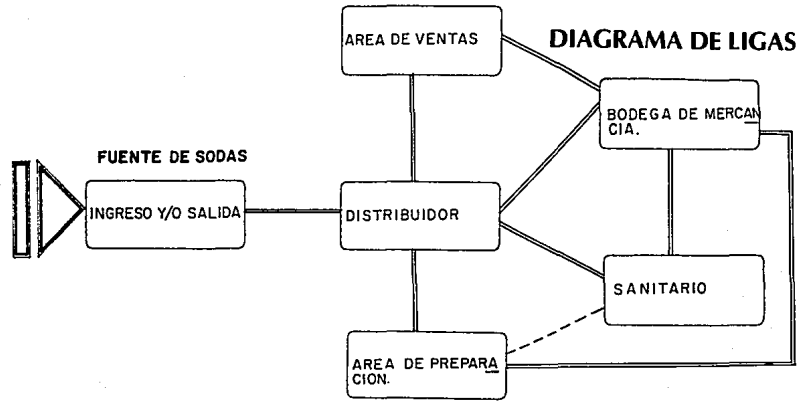 AREA DE VENTAS
DIAGRAMA DE LIGAS
BODEGA DE MERCAN
CIA.
FUENTE DE SODAS
INGRESO Y/O SALIDA
DISTRIBUIDOR
SANITARIO
AREA DE PREPARA
CION.